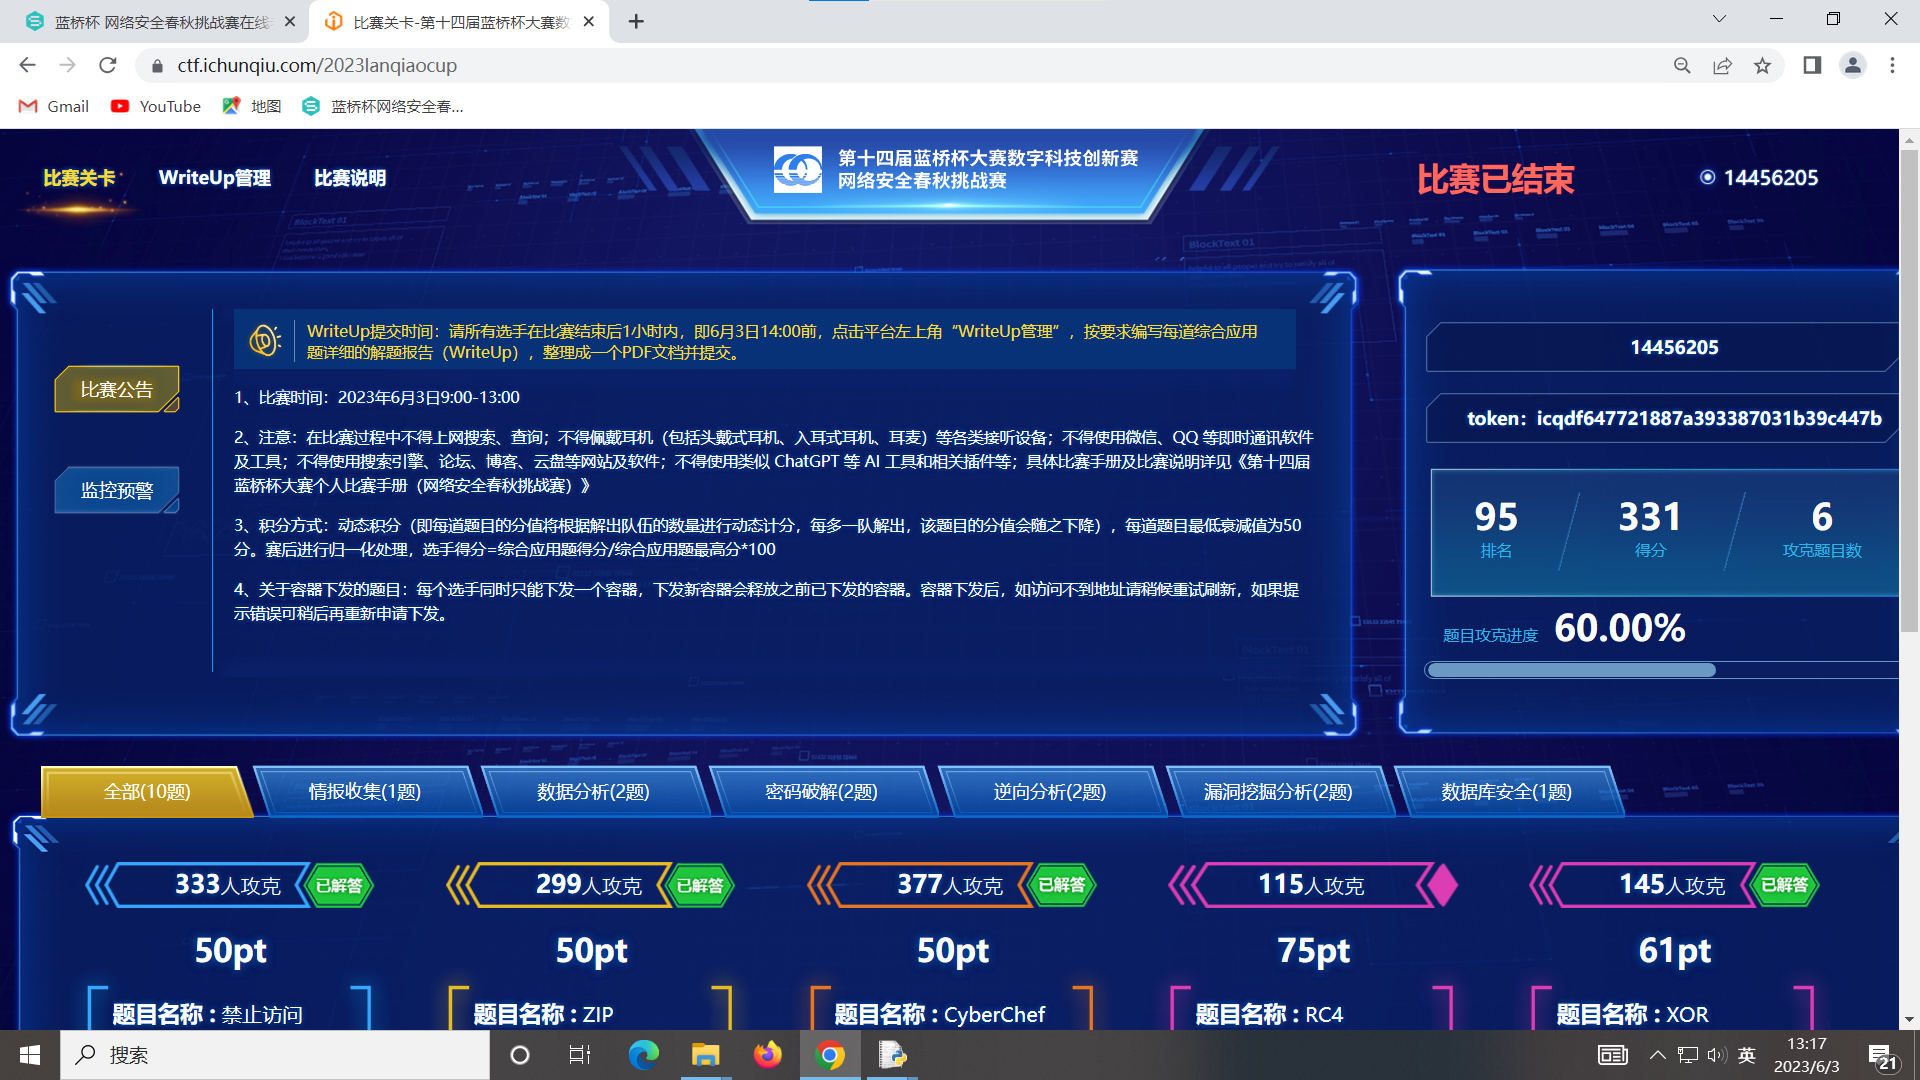 蓝桥杯 网络安全春秋挑战赛在线
比赛关卡-第十四届蓝桥杯大赛数
ctf.ichunqiu.com/2023lanqiaocup
Gmail
YouTube
地图
蓝桥杯网络安全春...
比赛关卡
WriteUp管理
比赛说明
第十四届蓝桥杯大赛数字科技创新赛
网络安全春秋挑战赛
比赛已结束
14456205
WriteUp提交时间：请所有选手在比赛结束后1小时内，即6月3日14:00前，点击平台左上角“WriteUp管理”，按要求编写每道综合应用
题详细的解题报告（WriteUp），整理成一个PDF文档并提交。
比赛公告
监控预警
1、比赛时间：2023年6月3日9:00-13:00
2、注意：在比赛过程中不得上网搜索、查询；不得佩戴耳机（包括头戴式耳机、入耳式耳机、耳麦）等各类接听设备；不得使用微信、QQ 等即时通讯软件
及工具；不得使用搜索引擎、论坛、博客、云盘等网站及软件；不得使用类似 ChatGPT 等 AI 工具和相关插件等；具体比赛手册及比赛说明详见《第十四届
蓝桥杯大赛个人比赛手册（网络安全春秋挑战赛）》
3、积分方式：动态积分（即每道题目的分值将根据解出队伍的数量进行动态计分，每多一队解出，该题目的分值会随之下降），每道题目最低衰减值为50
分。赛后进行归一化处理，选手得分=综合应用题得分/综合应用题最高分*100
4、关于容器下发的题目：每个选手同时只能下发一个容器，下发新容器会释放之前已下发的容器。容器下发后，如访问不到地址请稍候重试刷新，如果提
示错误可稍后再重新申请下发。
14456205
token：icqdf647721887a393387031b39c447b
95
排名
331
得分
6
攻克题目数
题目攻克进度 60.00%
全部(10题)
情报收集(1题)
数据分析(2题)
密码破解(2题)
逆向分析(2题)
漏洞挖掘分析(2题)
数据库安全(1题)
333人攻克 已解答
50pt
题目名称 : 禁止访问
299人攻克 已解答
50pt
题目名称 : ZIP
377人攻克 已解答
50pt
题目名称 : CyberChef
115人攻克
75pt
题目名称 : RC4
145人攻克 已解答
61pt
题目名称 : XOR
搜索
英
13:17
2023/6/3
21